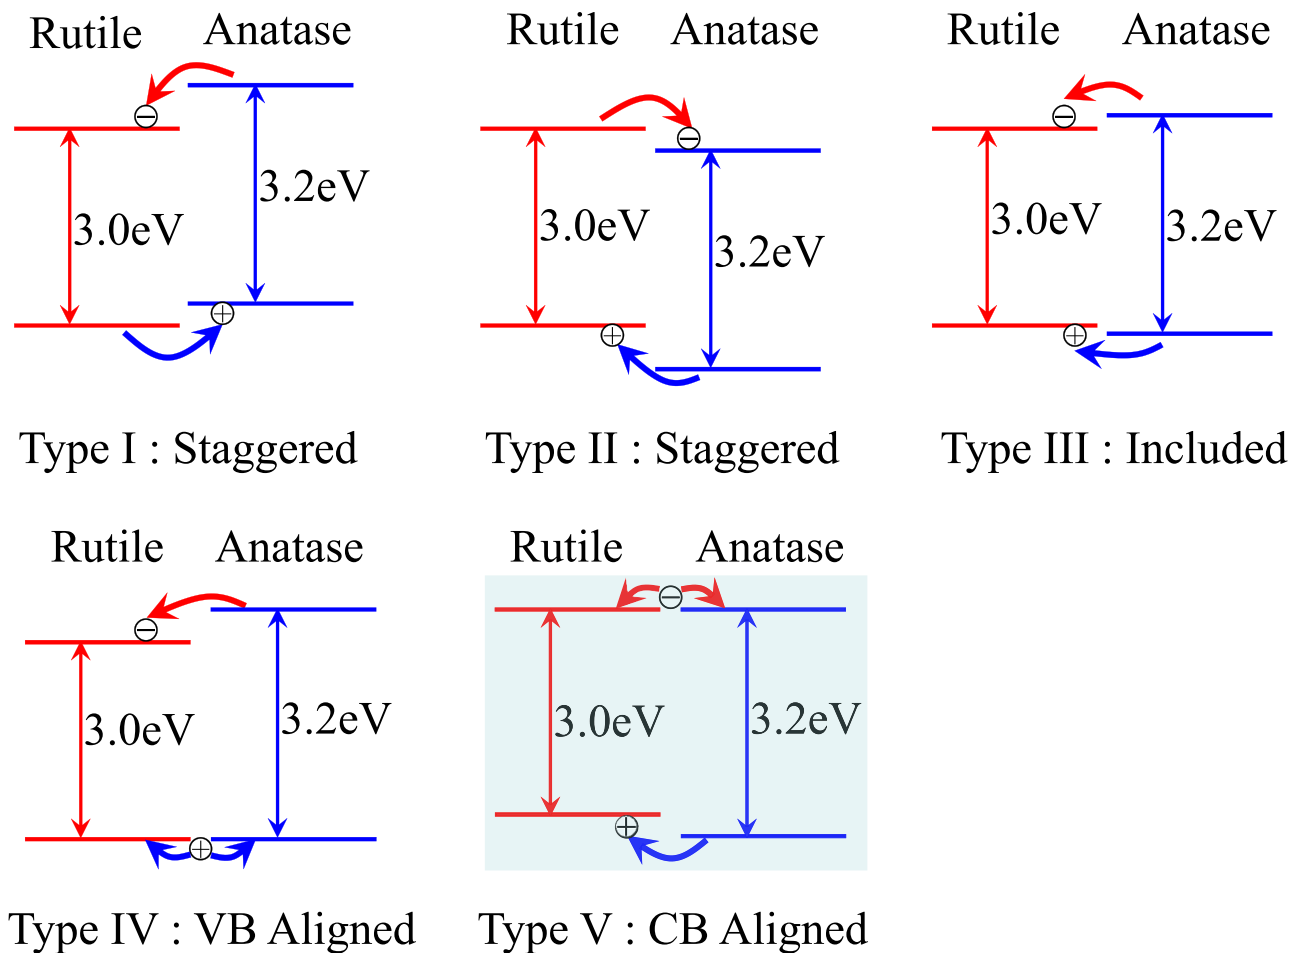 Rutile Anatase
3.0eV
3.2eV
Type I : Staggered
Rutile Anatase
3.0eV
3.2eV
Type II : Staggered
Rutile Anatase
3.0eV
3.2eV
Type III : Included
Rutile Anatase
3.0eV
3.2eV
Type IV : VB Aligned
Rutile Anatase
3.0eV
3.2eV
Type V : CB Aligned